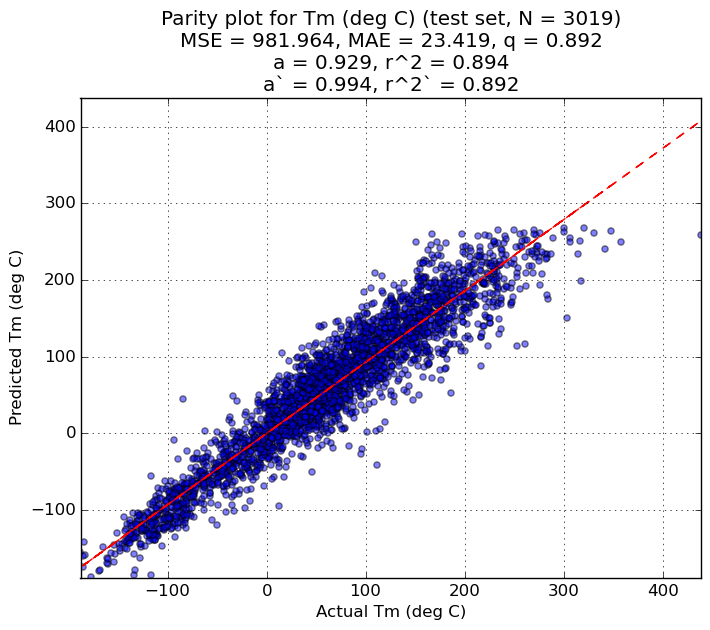 Parity plot for Tm (deg C) (test set, N = 3019)
MSE = 981.964, MAE = 23.419, q = 0.892
a = 0.929, r^2 = 0.894
a` = 0.994, r^2` = 0.892
400
300
200
100
0
−100
Predicted Tm (deg C)
−100 0 100 200 300 400
Actual Tm (deg C)